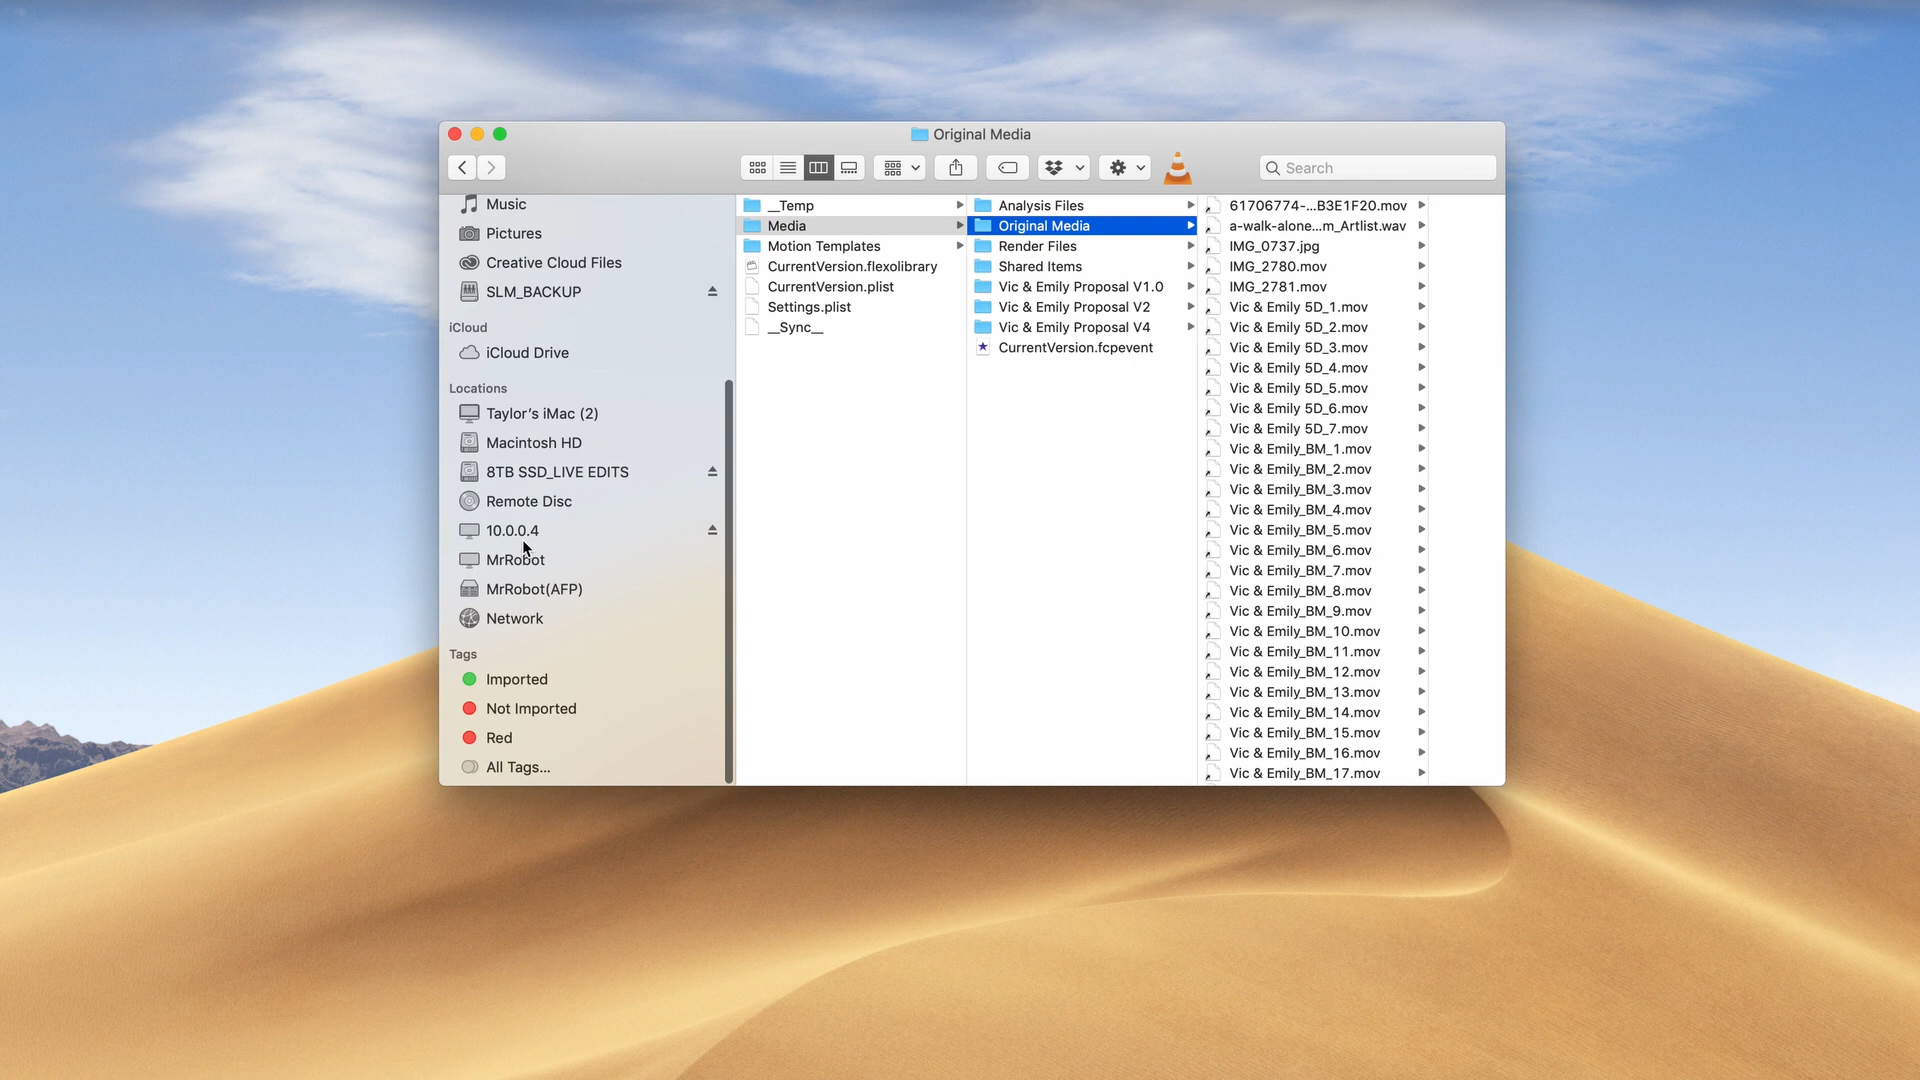 Original Media
Search
Music
Pictures
Creative Cloud Files
SLM_BACKUP
iCloud
iCloud Drive
Locations
Taylor's iMac (2)
Macintosh HD
8TB SSD_LIVE EDITS
Remote Disc
10.0.0.4
MrRobot
MrRobot(AFP)
Network
Tags
Imported
Not Imported
Red
All Tags...
__Temp
Media
Motion Templates
CurrentVersion.flexolibrary
CurrentVersion.plist
Settings.plist
__Sync__
Analysis Files
Original Media
Render Files
Shared Items
Vic & Emily Proposal V1.0
Vic & Emily Proposal V2
Vic & Emily Proposal V4
CurrentVersion.fcpevent
61706774-...B3E1F20.mov
a-walk-alone...m_Artlist.wav
IMG_0737.jpg
IMG_2780.mov
IMG_2781.mov
Vic & Emily 5D_1.mov
Vic & Emily 5D_2.mov
Vic & Emily 5D_3.mov
Vic & Emily 5D_4.mov
Vic & Emily 5D_5.mov
Vic & Emily 5D_6.mov
Vic & Emily 5D_7.mov
Vic & Emily_BM_1.mov
Vic & Emily_BM_2.mov
Vic & Emily_BM_3.mov
Vic & Emily_BM_4.mov
Vic & Emily_BM_5.mov
Vic & Emily_BM_6.mov
Vic & Emily_BM_7.mov
Vic & Emily_BM_8.mov
Vic & Emily_BM_9.mov
Vic & Emily_BM_10.mov
Vic & Emily_BM_11.mov
Vic & Emily_BM_12.mov
Vic & Emily_BM_13.mov
Vic & Emily_BM_14.mov
Vic & Emily_BM_15.mov
Vic & Emily_BM_16.mov
Vic & Emily_BM_17.mov